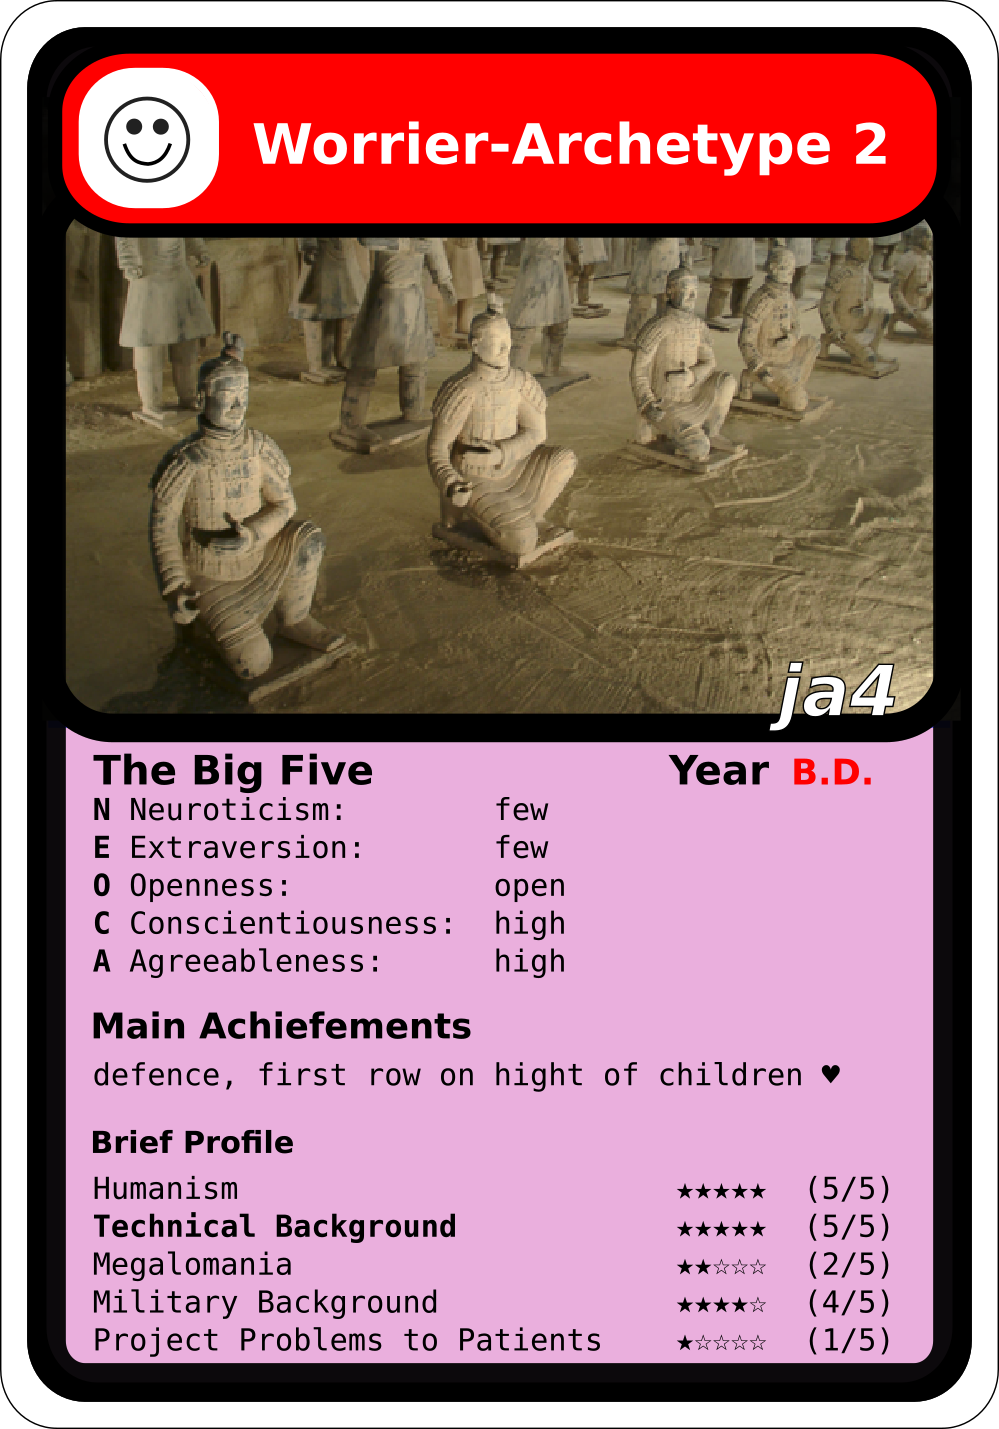 Worrier-Archetype 2
ja4
The Big Five Year B.D.
N Neuroticism: few
E Extraversion: few
O Openness: open
C Conscientiousness: high
A Agreeableness: high
Main Achiefements
defence, first row on hight of children ♥
Brief Profile
Humanism ★★★★★ (5/5)
Technical Background ★★★★★ (5/5)
Megalomania ★★☆☆☆ (2/5)
Military Background ★★★★☆ (4/5)
Project Problems to Patients ★☆☆☆☆ (1/5)